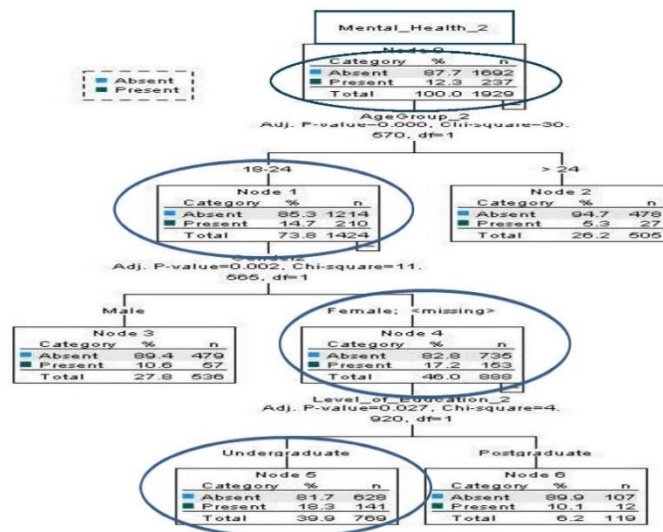 Mental_Health_2
Node 0
Category % n
Absent 87.7 1692
Present 12.3 237
Total 100.0 1929
Absent
Present
AgeGroup_2
Adj. P-value=0.000, Chi-square=30.
570, df=1
18-24
> 24
Node 1
Category % n
Absent 85.3 1214
Present 14.7 210
Total 73.8 1424
Node 2
Category % n
Absent 94.7 478
Present 5.3 27
Total 26.2 505
Adj. P-value=0.002, Chi-square=11.
565, df=1
Male
Female; <missing>
Node 3
Category % n
Absent 89.4 479
Present 10.6 57
Total 27.8 536
Node 4
Category % n
Absent 82.8 735
Present 17.2 153
Total 46.0 888
Level_of_Education_2
Adj. P-value=0.027, Chi-square=4.
920, df=1
Undergraduate
Postgraduate
Node 5
Category % n
Absent 81.7 628
Present 18.3 141
Total 39.9 769
Node 6
Category % n
Absent 89.9 107
Present 10.1 12
Total 6.2 119